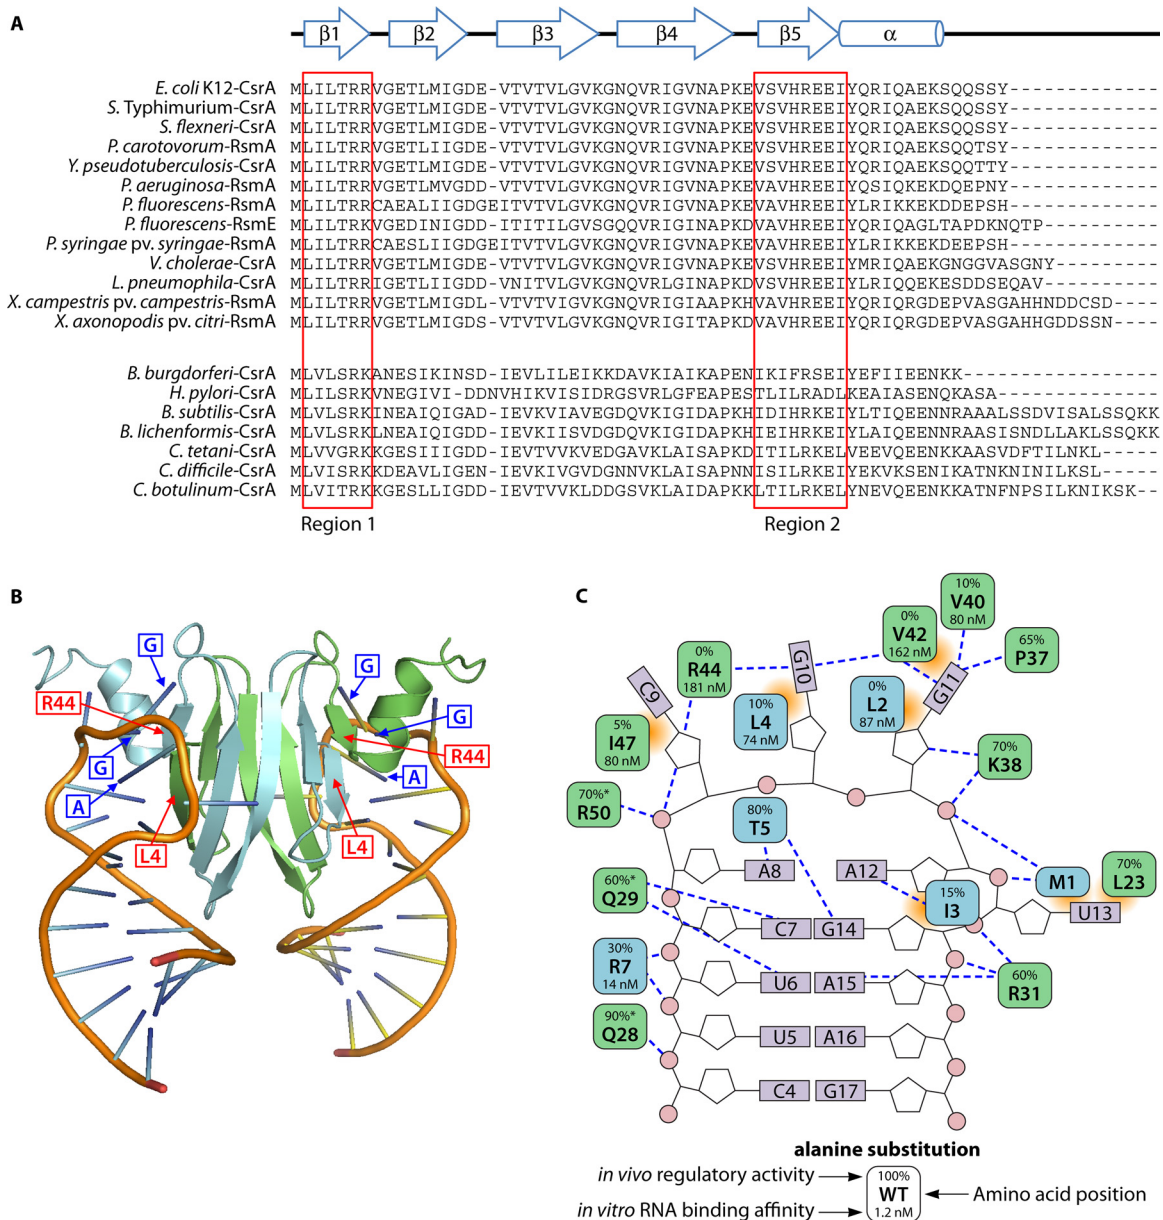 A
β1 β2 β3 β4 β5 α
E. coli K12-CsrA MLILTRRVGETLMIGDE-VTVTVLGVKGNQVRIGVNAPKEVSVHREEIYQRIQAEKSQQSSY-------------
S. Typhimurium-CsrA MLILTRRVGETLMIGDE-VTVTVLGVKGNQVRIGVNAPKEVSVHREEIYQRIQAEKSQQSSY-------------
S. flexneri-CsrA MLILTRRVGETLMIGDE-VTVTVLGVKGNQVRIGVNAPKEVSVHREEIYQRIQAEKSQQSSY-------------
P. carotovorum-RsmA MLILTRRVGETLIIGDE-VTVTVLGVKGNQVRIGVNAPKEVSVHREEIYQRIQAEKSQQTSY-------------
Y. pseudotuberculosis-CsrA MLILTRRVGETLMIGDE-VTVTVLGVKGNQVRIGVNAPKEVSVHREEIYQRIQAEKSQQTTY-------------
P. aeruginosa-RsmA MLILTRRVGETLMVGDD-VTVTVLGVKGNQVRIGVNAPKEVAVHREEIYQSIQKEKDQEPNY-------------
P. fluorescens-RsmA MLILTRRCAEALIIGDGEITVTVLGVKGNQVRIGVNAPKEVAVHREEIYLRIKKEKDDEPSH-------------
P. fluorescens-RsmE MLILTRKVGEDINIGDD-ITITILGVSGQQVRIGINAPKDVAVHREEIYQRIQAGLTAPDKNQTP----------
P. syringae pv. syringae-RsmA MLILTRRCAESLIIGDGEITVTVLGVKGNQVRIGVNAPKEVAVHREEIYLRIKKEKDEEPSH-------------
V. cholerae-CsrA MLILTRRVGETLMIGDE-VTVTVLGVKGNQVRIGVNAPKEVSVHREEIYMRIQAEKGNGGVASGNY---------
L. pneumophila-CsrA MLILTRRIGETLIIGDD-VNITVLGVKGNQVRIGINAPKDVSVHREEIYLRIQQEKESDDSEQAV----------
X. campestris pv. campestris-RsmA MLILTRRVGETLMIGDL-VTVTVLGVKGNQVRIGIAAPKHVAVHREEIYQRIQRGDEPVASGAHHNDDCSD----
X. axonopodis pv. citri-RsmA MLILTRRVGETLMIGDS-VTVTVLGVKGNQVRIGITAPKDVAVHREEIYQRIQRGDEPVASGAHHGDDSSN----
B. burgdorferi-CsrA MLVLSRKANESIKINSD-IEVLILEIKKDAVKIAIKAPENIKIFRSEIYEFIIEENKK-----------------
H. pylori-CsrA MLILSRKVNEGIVI-DDNVHIKVISIDRGSVRLGFEAPESTLILRADLKEAIASENQKASA--------------
B. subtilis-CsrA MLVLSRKINEAIQIGAD-IEVKVIAVEGDQVKIGIDAPKHIDIHRKEIYLTIQEENNRAAALSSDVISALSSQKK
B. lichenformis-CsrA MLVLSRKLNEAIQIGDD-IEVKIISVDGDQVKIGIDAPKHIEIHRKEIYLAIQEENNRAASISNDLLAKLSSQKK
C. tetani-CsrA MLVVGRKKGESIIIGDD-IEVTVVKVEDGAVKLAISAPKDITILRKELVEEIQEENKKAASVDFTILNKL-----
C. difficile-CsrA MLVISRKKDEAVLIGEN-IEVKIVGVDGNNVKLAISAPNNISILRKEIYEKVKSENIKATNKNINILKSL-----
C. botulinum-CsrA MLVITRKKGESLLIGDD-IEVTVVKLDDGSVKLAIDAPKKLTILRKELYNEVQEENKKATNFNPSILKNIKSK--
Region 1 Region 2
B
G
G
R44
G
R44
G
A
A
L4
L4
C
10%
V40
80 nM
0%
V42
162 nM
65%
P37
0%
R44
181 nM
G10
G11
C9
10%
L4
74 nM
0%
L2
87 nM
5%
I47
80 nM
70%
K38
70%*
R50
80%
T5
A8
A12
M1
70%
L23
60%*
Q29
15%
I3
U13
C7
G14
30%
R7
14 nM
U6
A15
60%
R31
90%*
Q28
U5
A16
C4
G17
alanine substitution
in vivo regulatory activity
100%
WT
1.2 nM
Amino acid position
in vitro RNA binding affinity